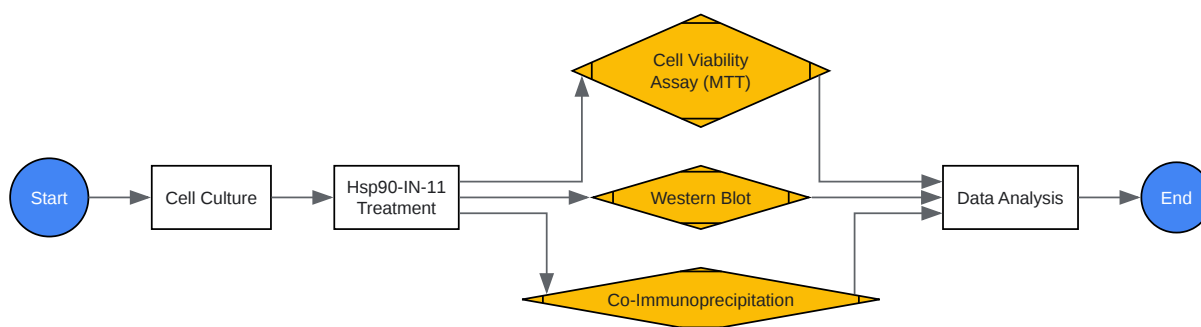 Start
Cell Culture
Hsp90-IN-11
Treatment
Cell Viability
Assay (MTT)
Western Blot
Co-Immunoprecipitation
Data Analysis
End